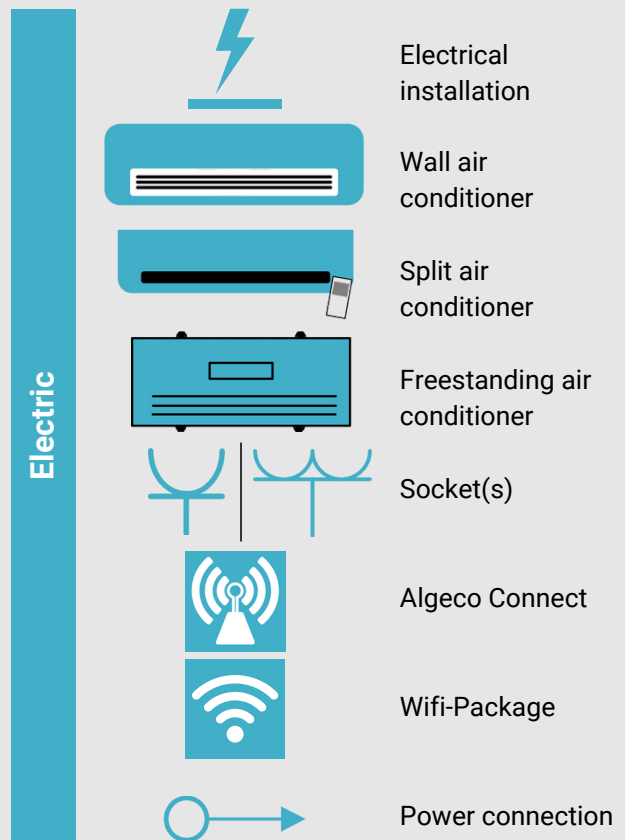 Electric
Electrical
installation
Wall air
conditioner
Split air
conditioner
Freestanding air
conditioner
Socket(s)
Algeco Connect
Wifi-Package
Power connection